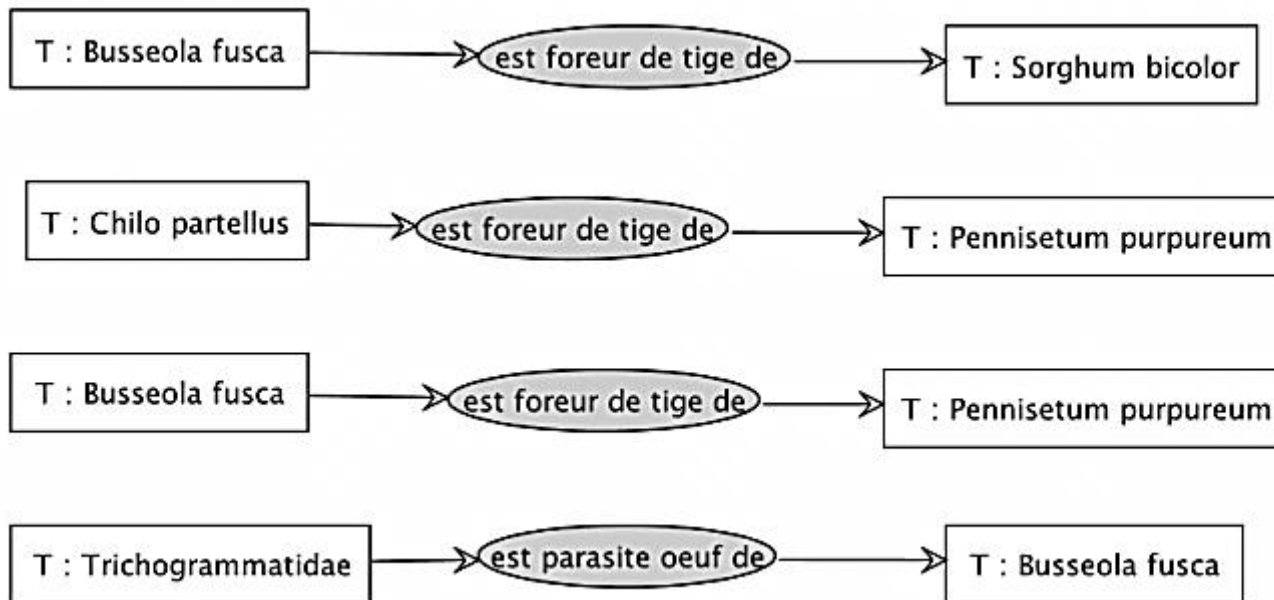 T : Busseola fusca est foreur de tige de T : Sorghum bicolor
T : Chilo partellus est foreur de tige de T : Pennisetum purpureum
T : Busseola fusca est foreur de tige de T : Pennisetum purpureum
T : Trichogrammatidae est parasite oeuf de T : Busseola fusca